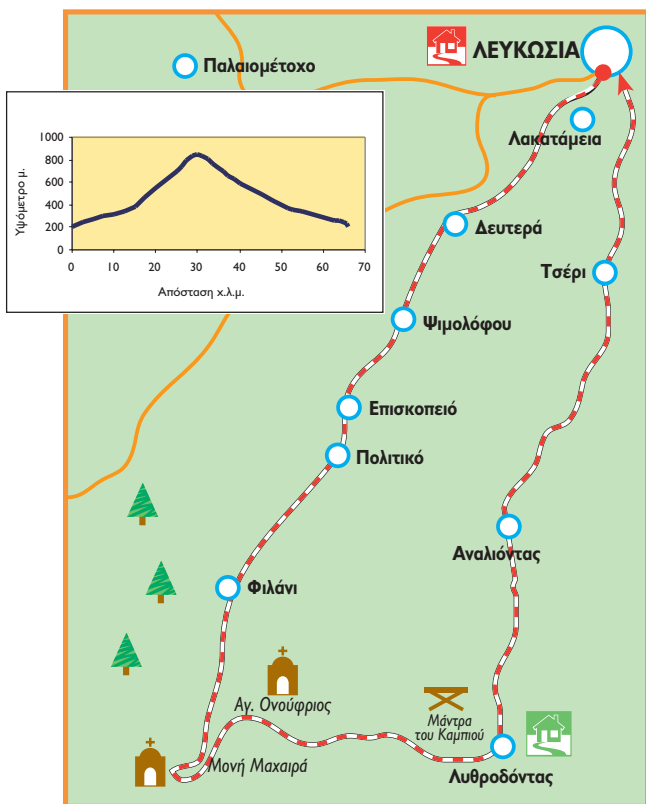 ΛΕΥΚΩΣΙΑ
Παλαιομέτοχο
Λακατάμεια
Υψόμετρο μ.
1000
800
600
400
200
0
0 10 20 30 40 50 60 70
Απόσταση χ.λ.μ.
Δευτερά
Τσέρι
Ψιμολόφου
Επισκοπειό
Πολιτικό
Αναλιόντας
Φιλάνι
Αγ. Ονούφριος
Μάντρα
του Καμπιού
Μονή Μαχαιρά
Λυθροδόντας